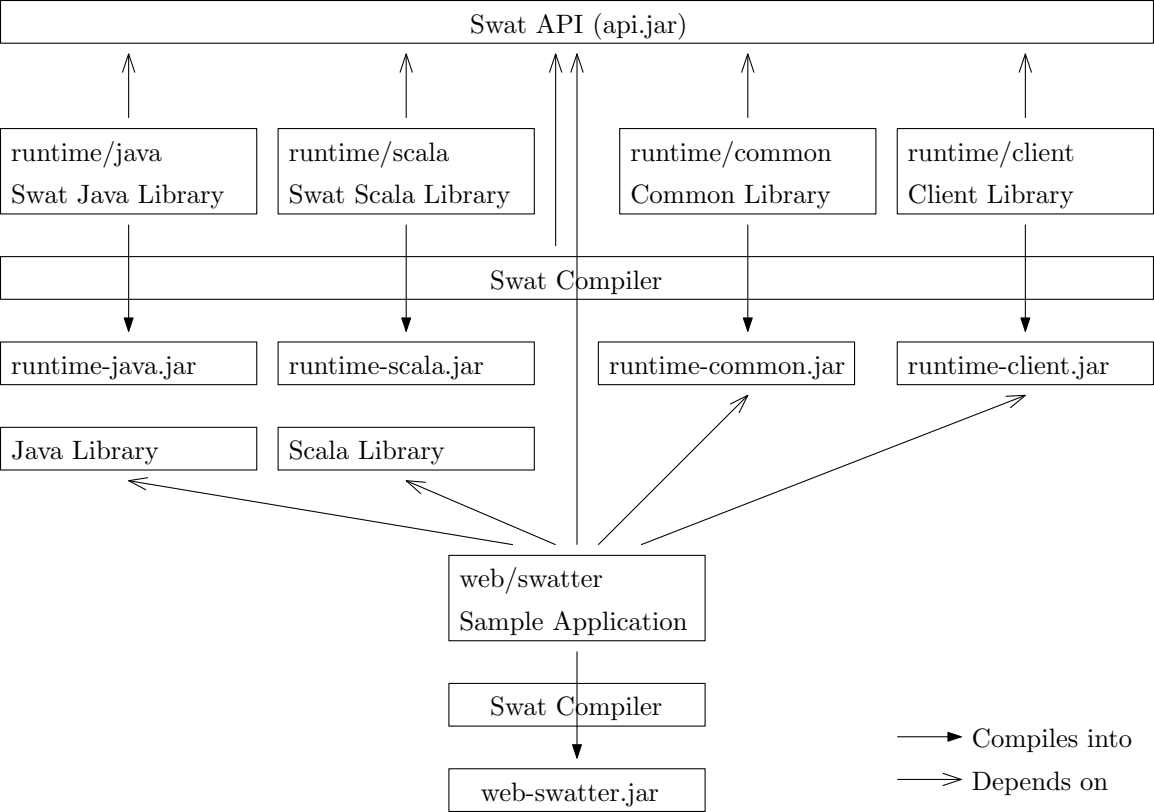 Swat API (api.jar)
runtime/java
Swat Java Library
runtime/scala
Swat Scala Library
runtime/common
Common Library
runtime/client
Client Library
Swat Compiler
runtime-java.jar
runtime-scala.jar
runtime-common.jar
runtime-client.jar
Java Library
Scala Library
web/swatter
Sample Application
Swat Compiler
web-swatter.jar
Compiles into
Depends on